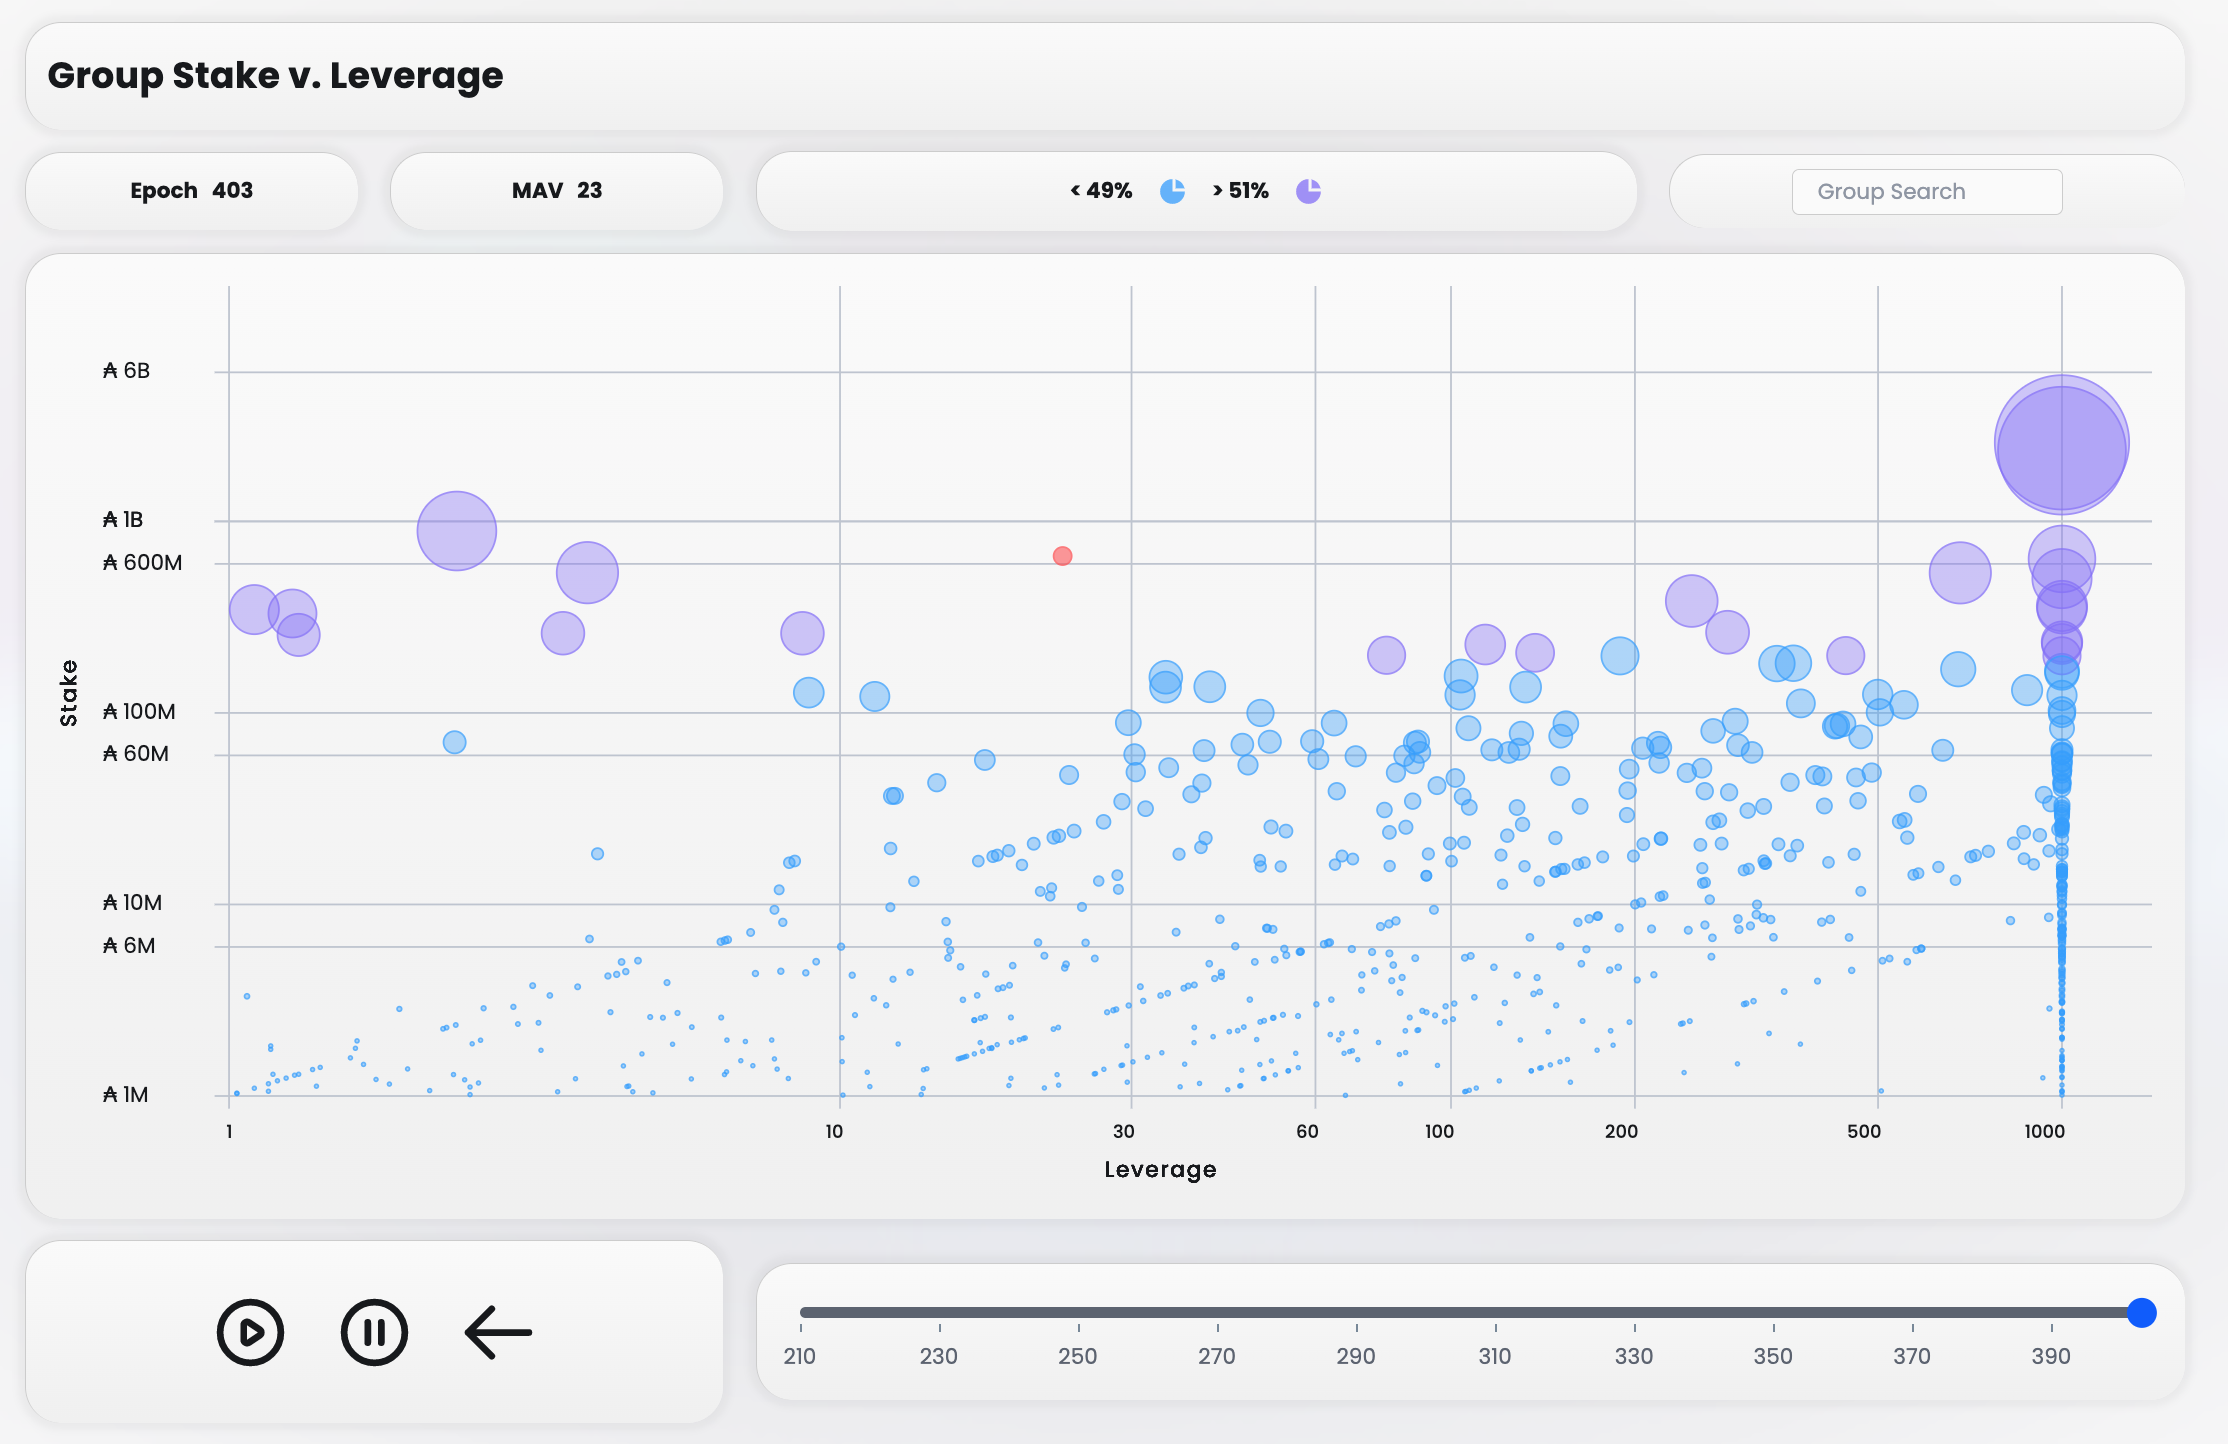 Group Stake v. Leverage
Epoch 403
MAV 23
< 49% > 51%
Group Search
₳ 6B
₳ 1B
₳ 600M
₳ 100M
₳ 60M
₳ 10M
₳ 6M
₳ 1M
Stake
1 10 30 60 100 200 500 1000
Leverage
210 230 250 270 290 310 330 350 370 390